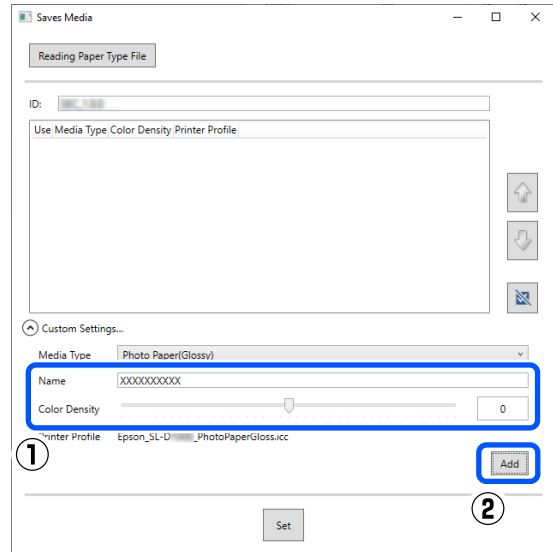 Saves Media
Reading Paper Type File
ID:
Use Media Type Color Density Printer Profile
Custom Settings...
Media Type Photo Paper(Glossy)
Name XXXXXXXXXX
Color Density 0
Printer Profile Epson_SL-D _PhotoPaperGloss.icc
①
Add
②
Set